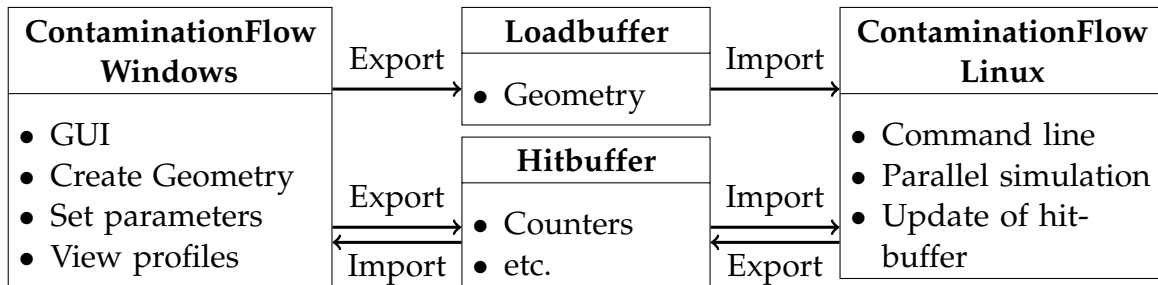 ContaminationFlow
Windows
• GUI
• Create Geometry
• Set parameters
• View profiles
Export
Export
Import
Loadbuffer
• Geometry
Hitbuffer
• Counters
• etc.
Import
Import
Export
ContaminationFlow
Linux
• Command line
• Parallel simulation
• Update of hit-
buffer